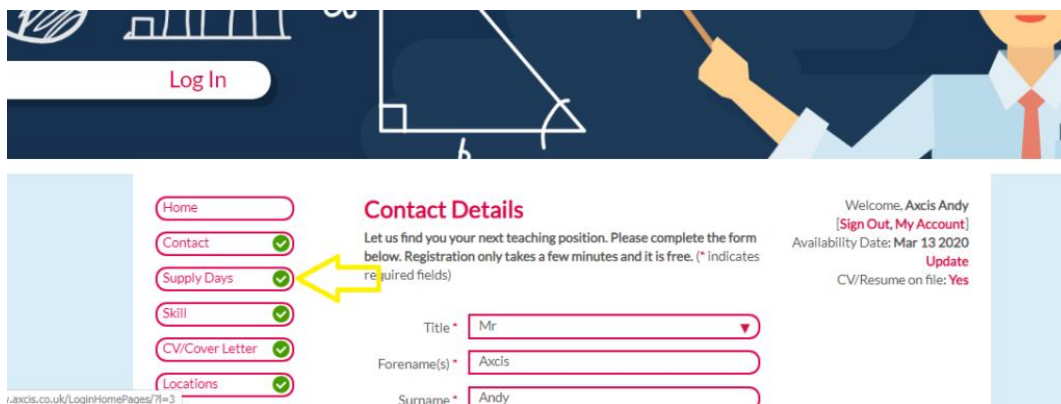 b
Log In
Home
Contact
Supply Days
Skill
CV/Cover Letter
Locations
Contact Details
Let us find you your next teaching position. Please complete the form
below. Registration only takes a few minutes and it is free. (* indicates
required fields)
Title *
Mr
Forename(s) *
Axcis
Surname *
Andy
Welcome, Axcis Andy
[Sign Out, My Account]
Availability Date: Mar 13 2020
Update
CV/Resume on file: Yes
.axcis.co.uk/LoginHomePages/?l=3